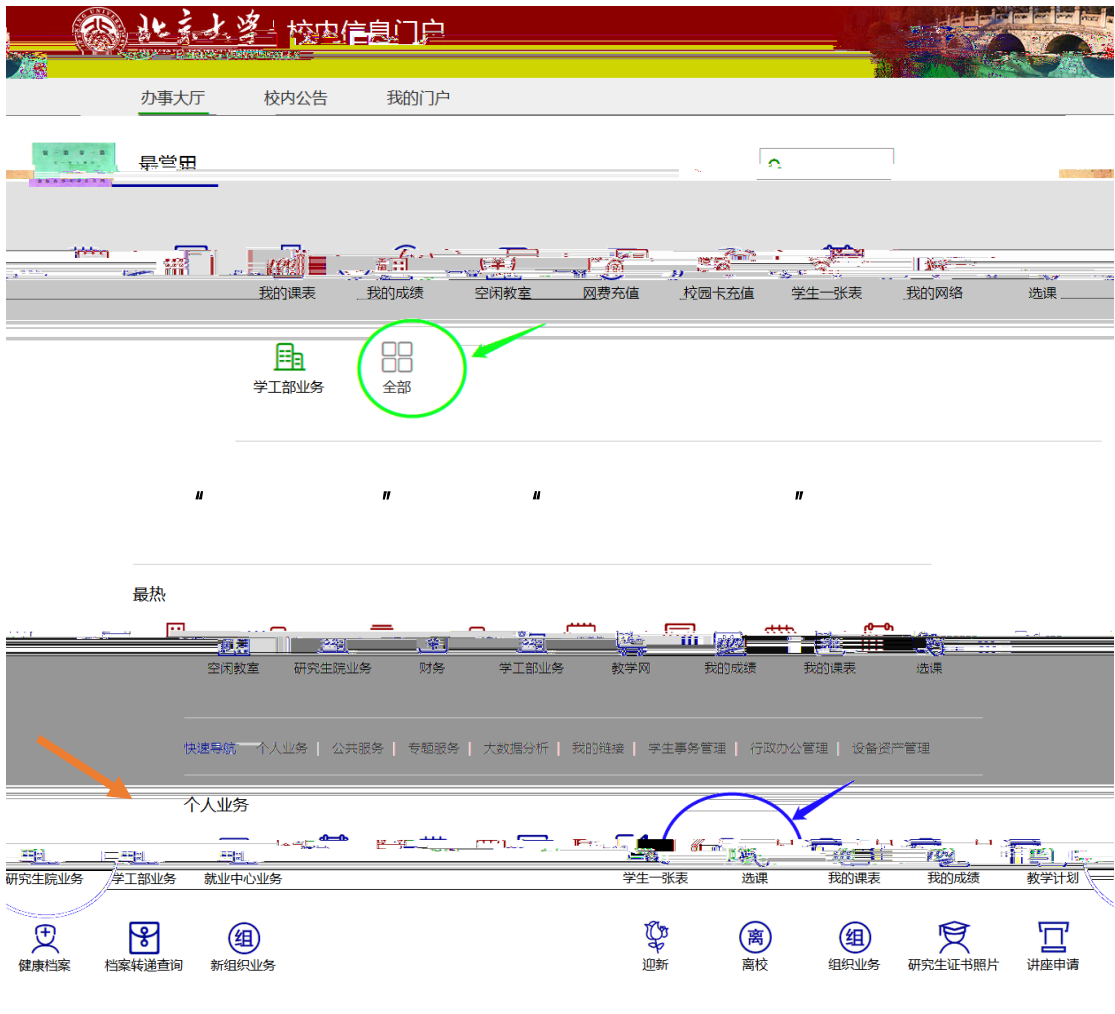 北京大学 校内信息门户
办事大厅 校内公告 我的门户
最常用
我的课表 我的成绩 空闲教室 网费充值 校园卡充值 学生一张表 我的网络 选课
学工部业务 全部
“ ” “ ”
最热
空闲教室 研究生院业务 财务 学工部业务 教学网 我的成绩 我的课表 选课
快速导航 个人业务 | 公共服务 | 专题服务 | 大数据分析 | 我的链接 | 学生事务管理 | 行政办公管理 | 设备资产管理
个人业务
研究生院业务 学工部业务 就业中心业务 学生一张表 选课 我的课表 我的成绩 教学计划
组 离 组
健康档案 档案转递查询 新组织业务 迎新 离校 组织业务 研究生证书照片 讲座申请